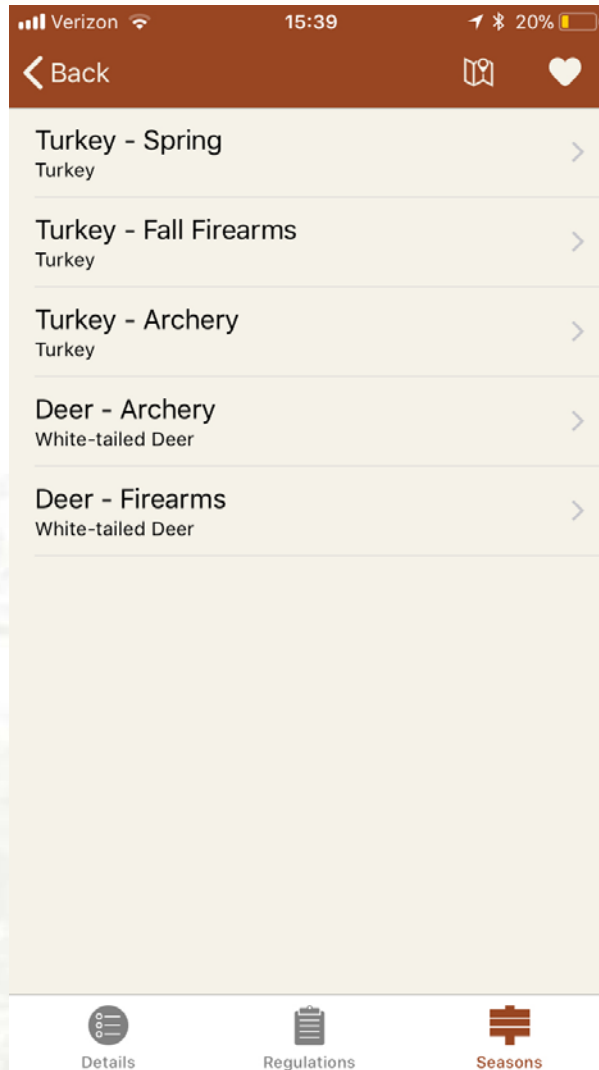 Verizon 15:39 20%
Back
Turkey - Spring
Turkey
Turkey - Fall Firearms
Turkey
Turkey - Archery
Turkey
Deer - Archery
White-tailed Deer
Deer - Firearms
White-tailed Deer
Details Regulations Seasons